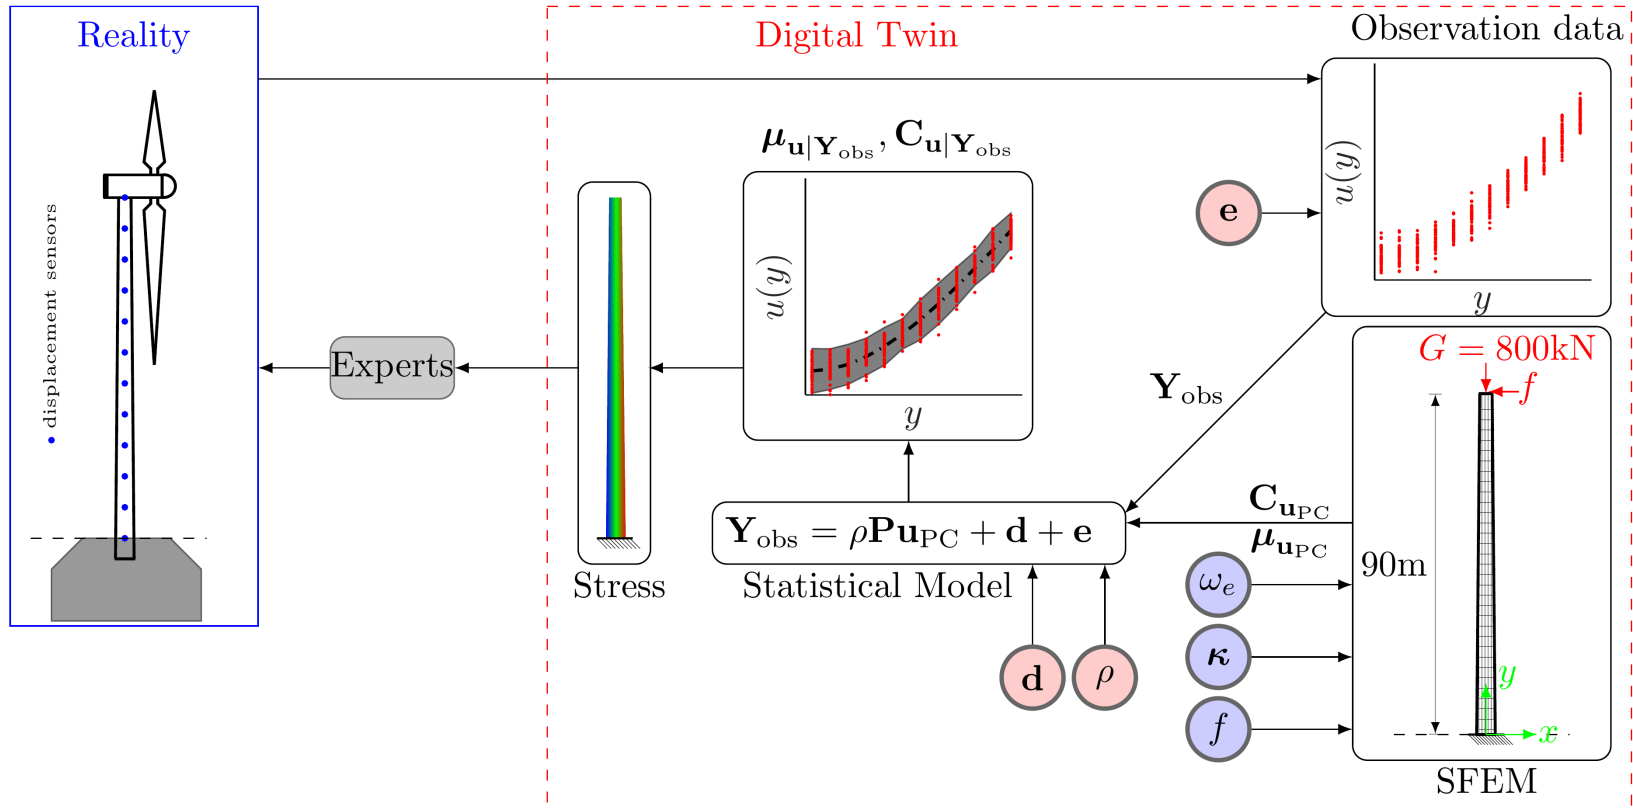 Reality
Digital Twin
Observation data
displacement sensors
𝝁_{𝐮|𝐘_obs}, 𝐂_{𝐮|𝐘_obs}
u(y)
y
𝐞
u(y)
y
Experts
Stress
𝐘_obs
𝐘_obs = ρ𝐏𝐮_PC + 𝐝 + 𝐞
Statistical Model
𝐝
ρ
𝐂_{𝐮_PC}
𝝁_{𝐮_PC}
ω_e
𝜿
f
G = 800kN
f
90m
y
x
SFEM